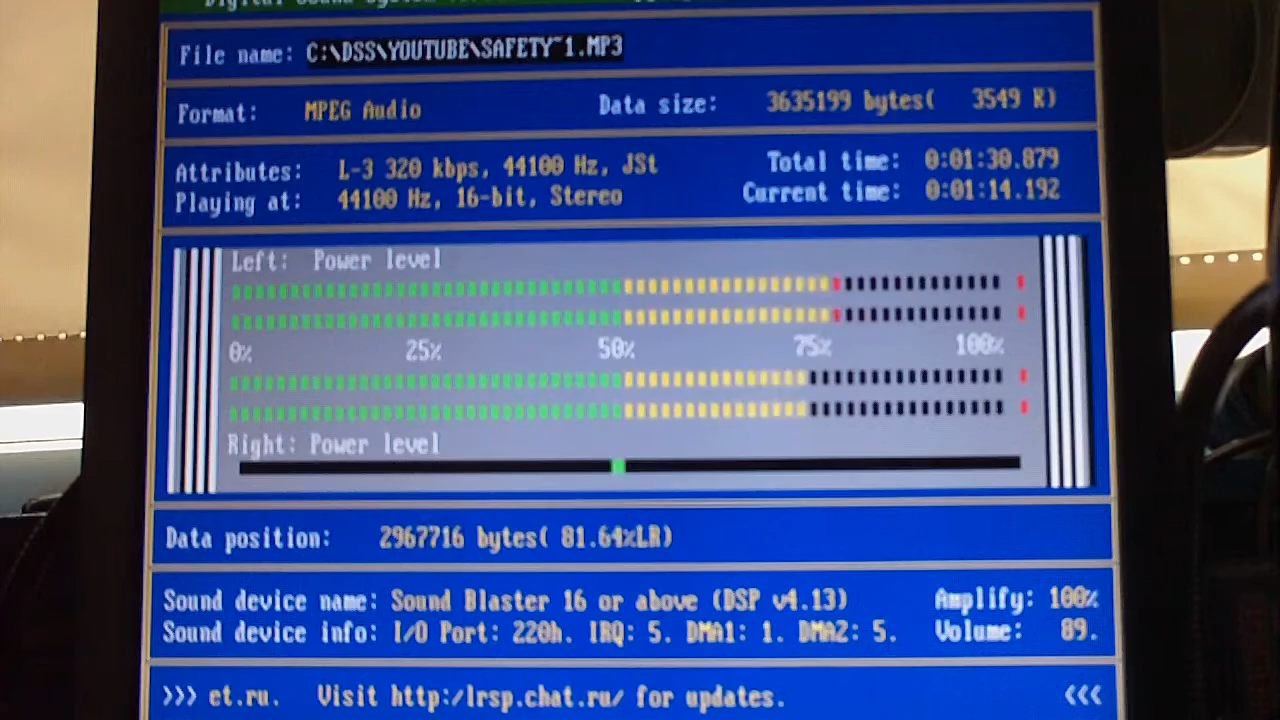 Digital Sound System
File name: C:\DSS\YOUTUBE\SAFETY~1.MP3
Format: MPEG Audio Data size: 3635199 bytes( 3549 K)
Attributes: L-3 320 kbps, 44100 Hz, JSt Total time: 0:01:30.879
Playing at: 44100 Hz, 16-bit, Stereo Current time: 0:01:14.192
Left: Power level
0% 25% 50% 75% 100%
Right: Power level
Data position: 2967716 bytes( 81.64%LR)
Sound device name: Sound Blaster 16 or above (DSP v4.13) Amplify: 100%
Sound device info: I/O Port: 220h. IRQ: 5. DMA1: 1. DMA2: 5. Volume: 89.
>>> et.ru. Visit http:/lrsp.chat.ru/ for updates. <<<